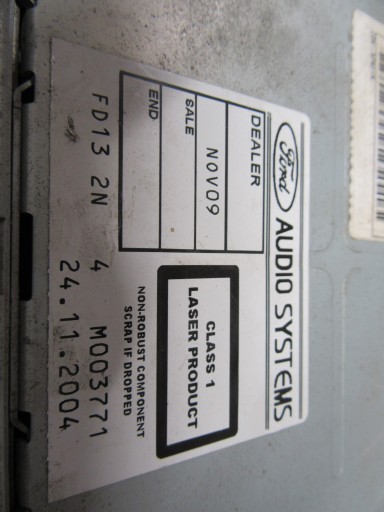 Ford AUDIO SYSTEMS
DEALER
NOV09
SALE
END
CLASS 1
LASER PRODUCT
NON-ROBUST COMPONENT
SCRAP IF DROPPED
FD13 2N 4 M003771
24.11.2004